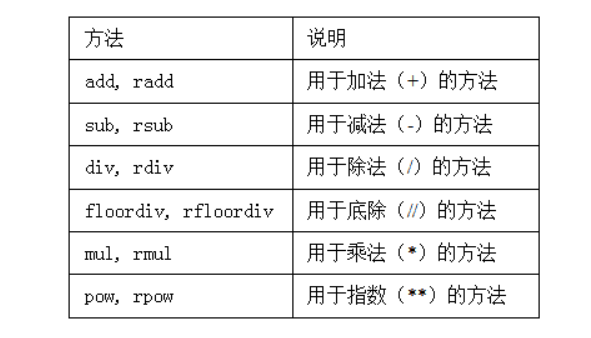 方法 说明
add, radd 用于加法（+）的方法
sub, rsub 用于减法（-）的方法
div, rdiv 用于除法（/）的方法
floordiv, rfloordiv 用于底除（//）的方法
mul, rmul 用于乘法（*）的方法
pow, rpow 用于指数（**）的方法